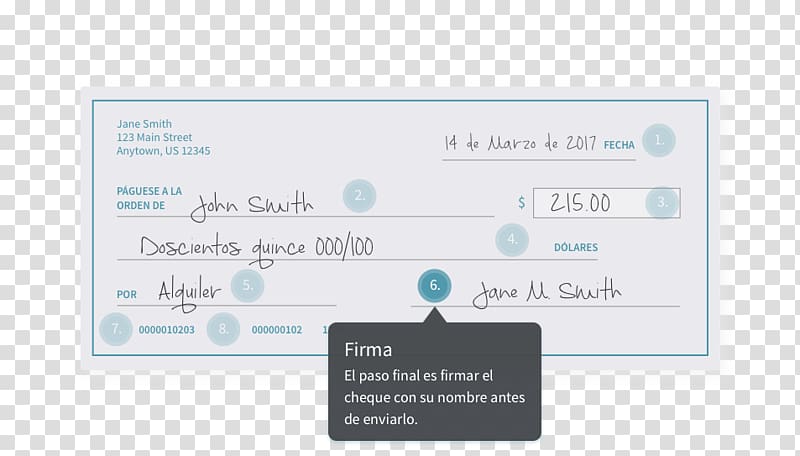 Jane Smith
123 Main Street
Anytown, US 12345
14 de Marzo de 2017 FECHA 1.
PÁGUESE A LA
ORDEN DE John Smith 2.
$ 215.00 3.
Doscientos quince 000/100 4. DÓLARES
POR Alquiler 5.
6. Jane M. Smith
7. 0000010203 8. 000000102 1
Firma
El paso final es firmar el
cheque con su nombre antes
de enviarlo.